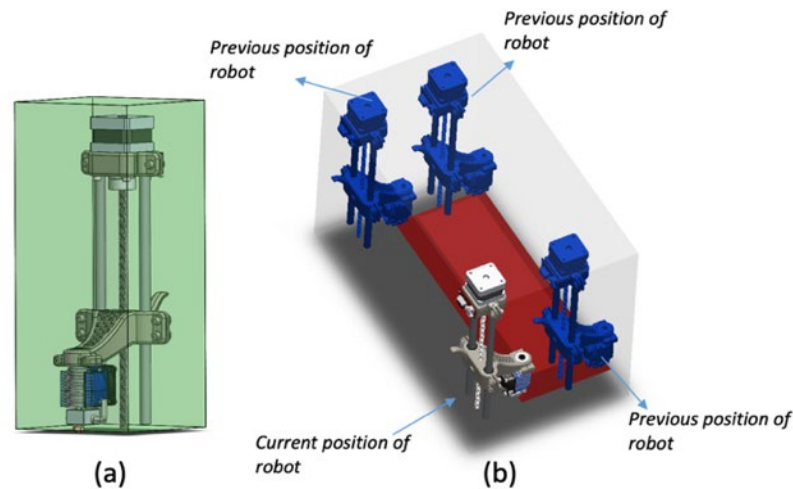 Previous position of
robot
Previous position of
robot
Current position of
robot
Previous position of
robot
(a)
(b)